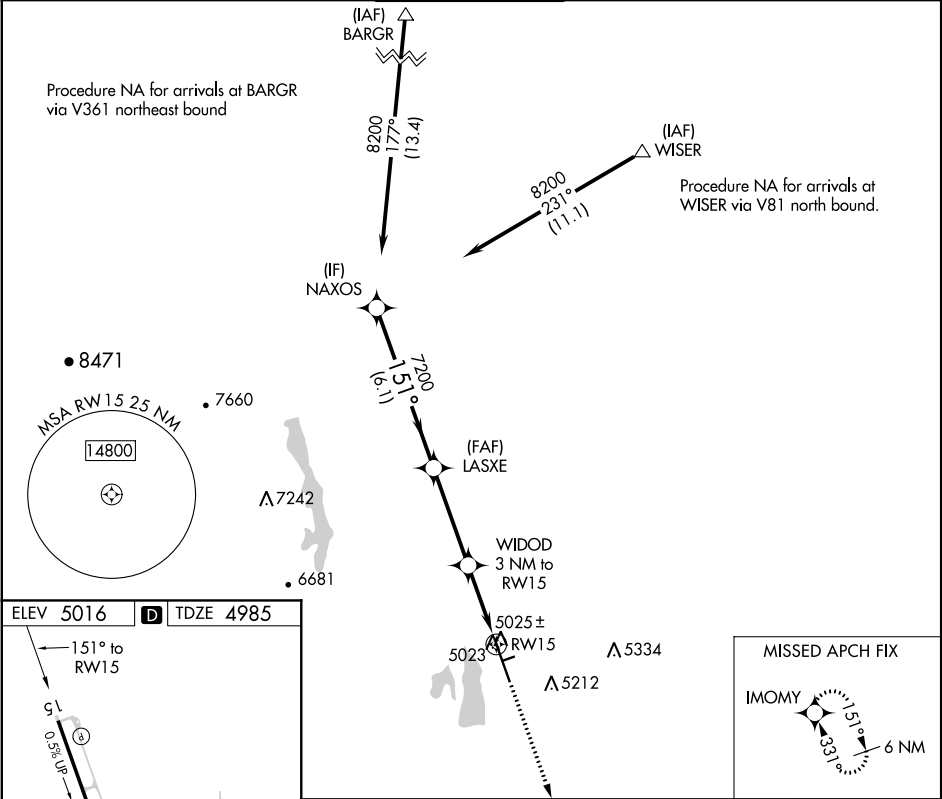 (IAF)
BARGR
Procedure NA for arrivals at BARGR
via V361 northeast bound
8200
177°
(13.4)
(IAF)
WISER
8200
231°
(11.1)
Procedure NA for arrivals at
WISER via V81 north bound.
(IF)
NAXOS
7200
151°
(6.1)
8471
7660
MSA RW15 25 NM
14800
(FAF)
LASXE
7242
WIDOD
3 NM to
RW15
6681
5025±
5023
RW15
5334
5212
ELEV 5016 D TDZE 4985
151° to
RW15
15
P
0.5% UP
MISSED APCH FIX
IMOMY
151°
331°
6 NM